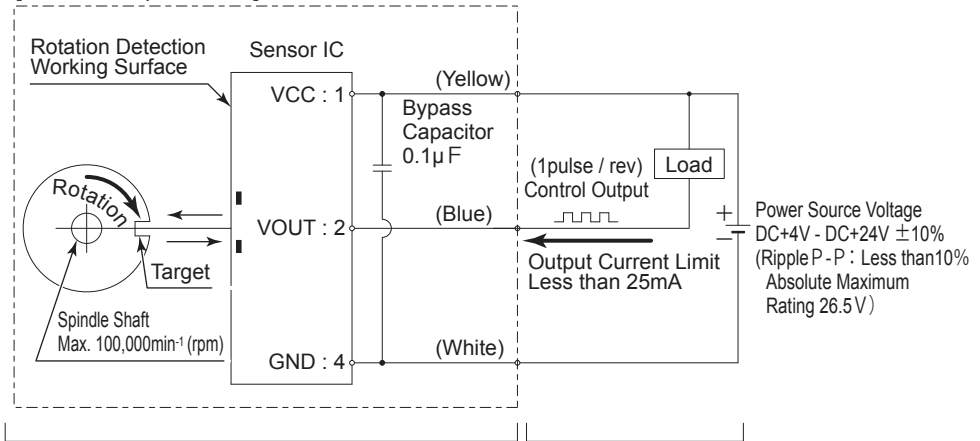 Rotation Detection
Working Surface
Sensor IC
VCC : 1
(Yellow)
Bypass
Capacitor
0.1μF
(1pulse / rev)
Control Output
Load
Rotation
VOUT : 2
(Blue)
Target
Output Current Limit
Less than 25mA
+
−
Power Source Voltage
DC+4V - DC+24V ±10%
(Ripple P - P : Less than10%
Absolute Maximum
Rating 26.5V)
Spindle Shaft
Max. 100,000min-1 (rpm)
GND : 4
(White)